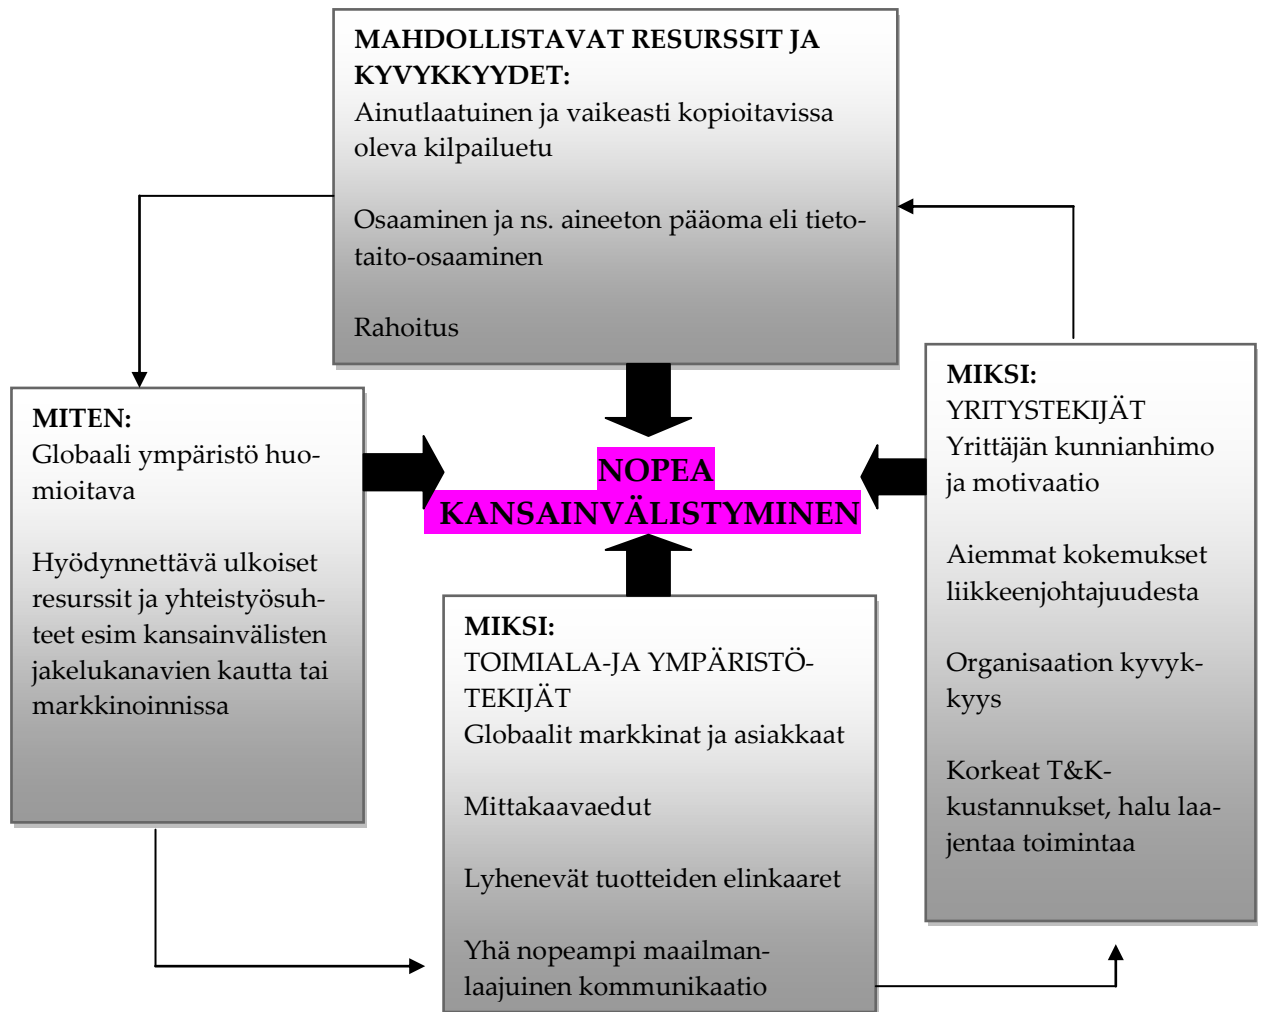 MAHDOLLISTAVAT RESURSSIT JA
KYVYKKYYDET:
Ainutlaatuinen ja vaikeasti kopioitavissa
oleva kilpailuetu
Osaaminen ja ns. aineeton pääoma eli tieto-
taito-osaaminen
Rahoitus
MITEN:
Globaali ympäristö huo-
mioitava
Hyödynnettävä ulkoiset
resurssit ja yhteistyösuh-
teet esim kansainvälisten
jakelukanavien kautta tai
markkinoinnissa
NOPEA
KANSAINVÄLISTYMINEN
MIKSI:
TOIMIALA-JA YMPÄRISTÖ-
TEKIJÄT
Globaalit markkinat ja asiakkaat
Mittakaavaedut
Lyhenevät tuotteiden elinkaaret
Yhä nopeampi maailman-
laajuinen kommunikaatio
MIKSI:
YRITYSTEKIJÄT
Yrittäjän kunnianhimo
ja motivaatio
Aiemmat kokemukset
liikkeenjohtajuudesta
Organisaation kyvyk-
kyys
Korkeat T&K-
kustannukset, halu laa-
jentaa toimintaa